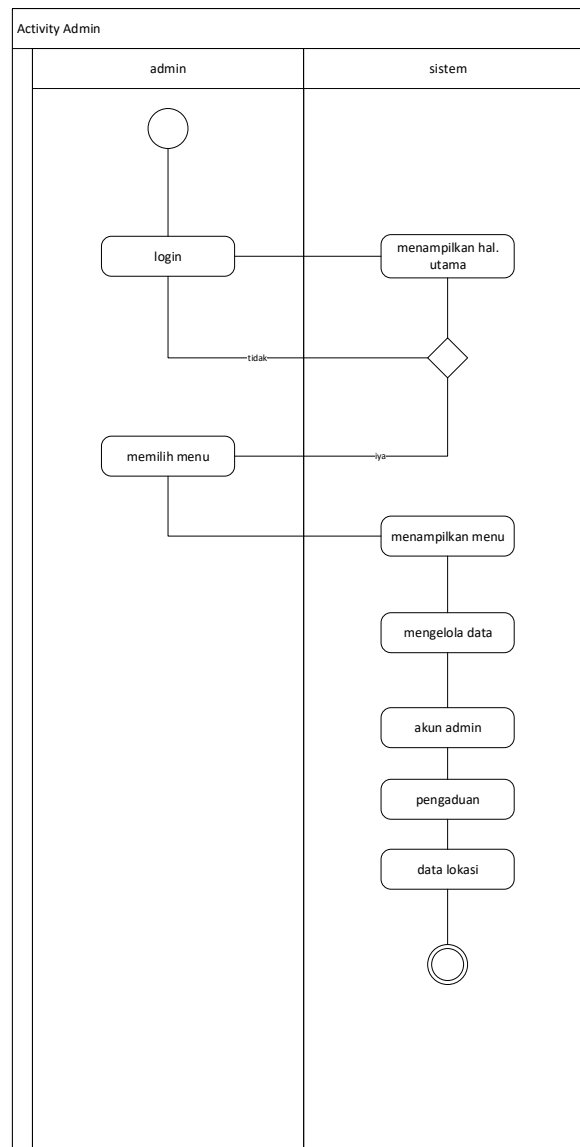 Activity Admin
admin
sistem
login
menampilkan hal.
utama
tidak
memilih menu
iya
menampilkan menu
mengelola data
akun admin
pengaduan
data lokasi